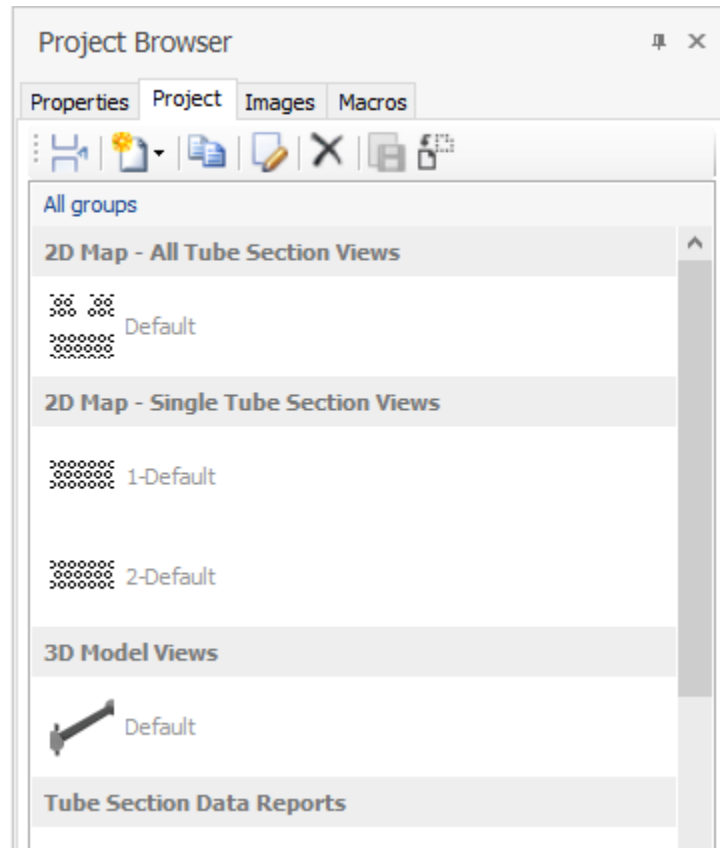 Project Browser
Properties Project Images Macros
All groups
2D Map - All Tube Section Views
Default
2D Map - Single Tube Section Views
1-Default
2-Default
3D Model Views
Default
Tube Section Data Reports